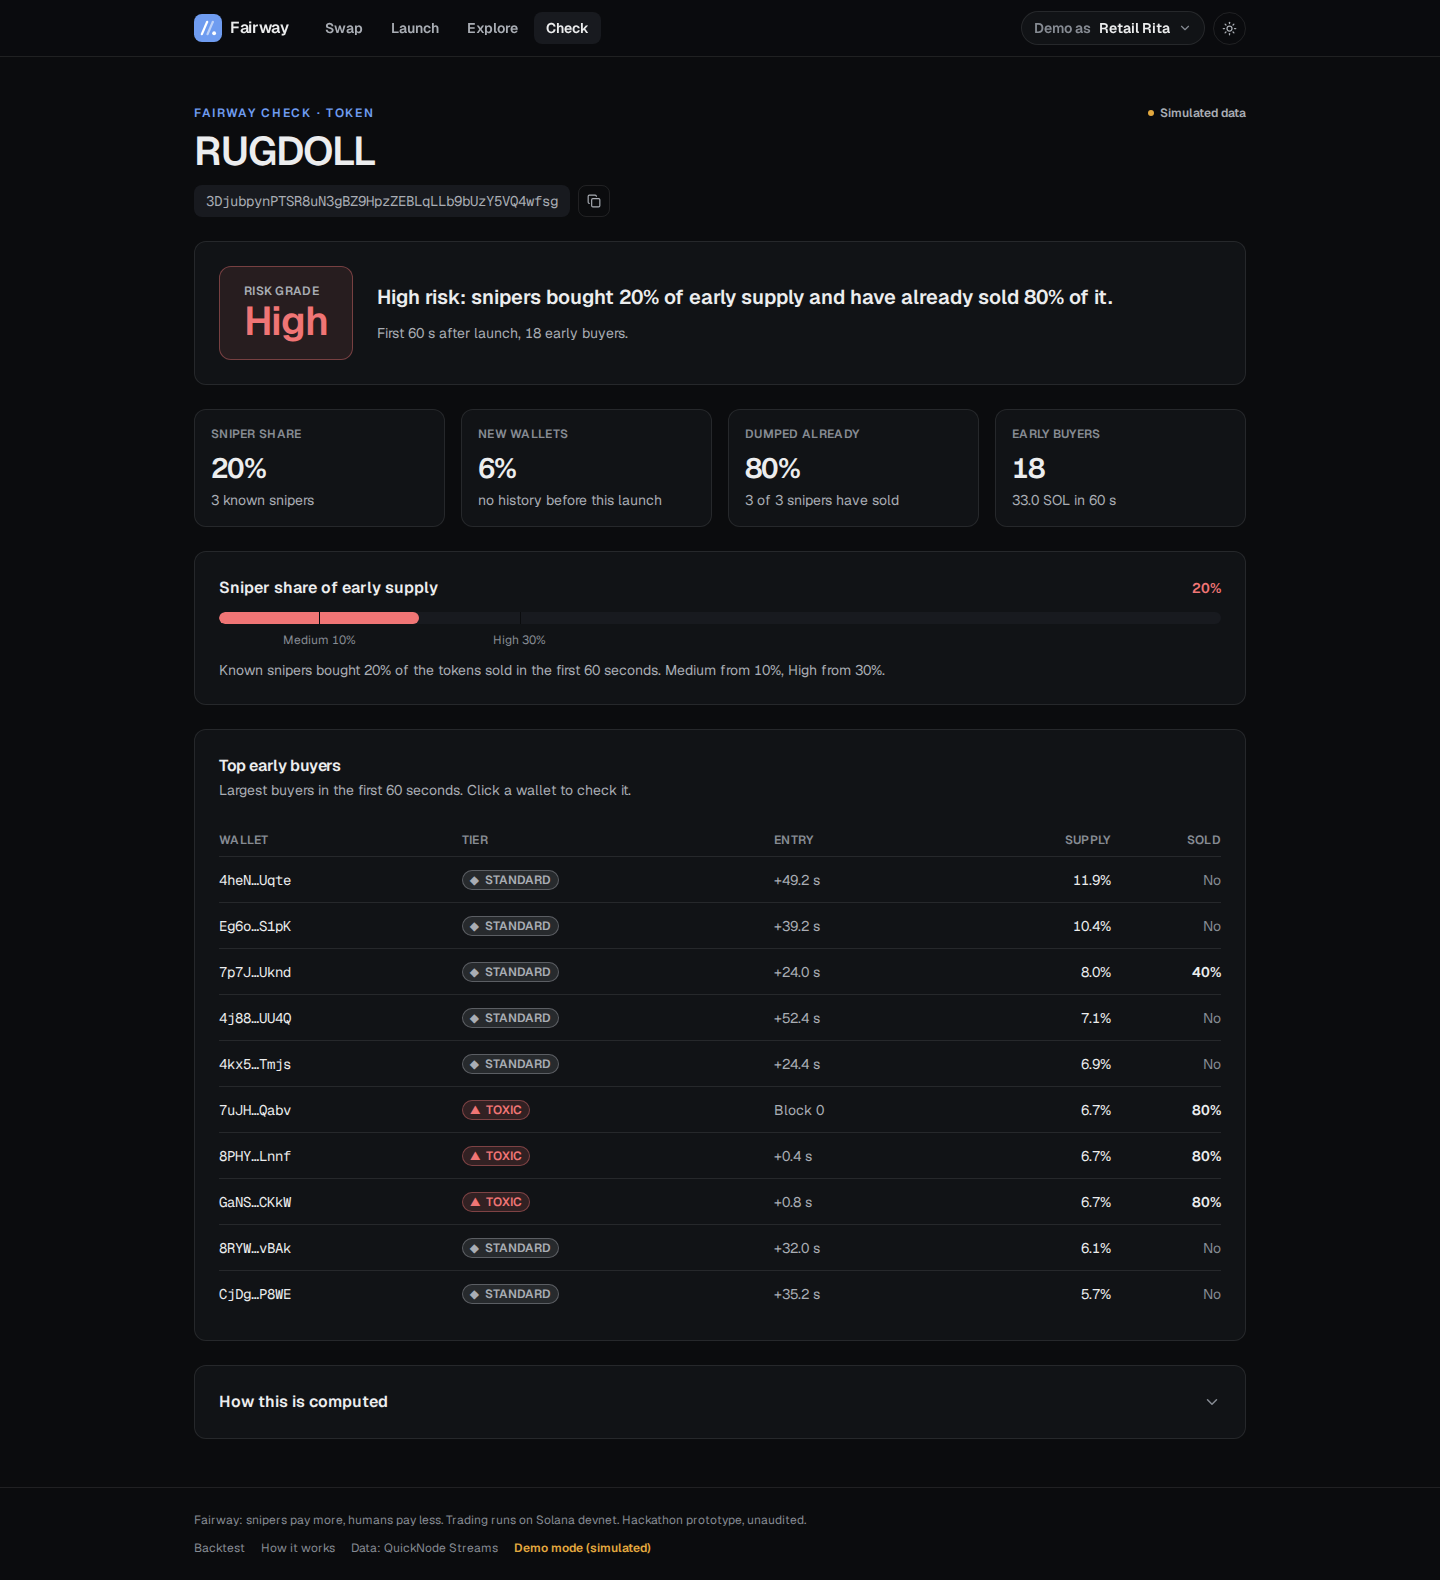 Fairway Swap Launch Explore Check Demo as Retail Rita
FAIRWAY CHECK · TOKEN Simulated data
RUGDOLL
3DjubpynPTSR8uN3gBZ9HpzZEBLqLLb9bUzY5VQ4wfsg
RISK GRADE
High
High risk: snipers bought 20% of early supply and have already sold 80% of it.
First 60 s after launch, 18 early buyers.
SNIPER SHARE
20%
3 known snipers
NEW WALLETS
6%
no history before this launch
DUMPED ALREADY
80%
3 of 3 snipers have sold
EARLY BUYERS
18
33.0 SOL in 60 s
Sniper share of early supply 20%
Medium 10% High 30%
Known snipers bought 20% of the tokens sold in the first 60 seconds. Medium from 10%, High from 30%.
Top early buyers
Largest buyers in the first 60 seconds. Click a wallet to check it.
WALLET TIER ENTRY SUPPLY SOLD
4heN…Uqte ◆ STANDARD +49.2 s 11.9% No
Eg6o…S1pK ◆ STANDARD +39.2 s 10.4% No
7p7J…Uknd ◆ STANDARD +24.0 s 8.0% 40%
4j88…UU4Q ◆ STANDARD +52.4 s 7.1% No
4kx5…Tmjs ◆ STANDARD +24.4 s 6.9% No
7uJH…Qabv ▲ TOXIC Block 0 6.7% 80%
8PHY…Lnnf ▲ TOXIC +0.4 s 6.7% 80%
GaNS…CKkW ▲ TOXIC +0.8 s 6.7% 80%
8RYW…vBAk ◆ STANDARD +32.0 s 6.1% No
CjDg…P8WE ◆ STANDARD +35.2 s 5.7% No
How this is computed
Fairway: snipers pay more, humans pay less. Trading runs on Solana devnet. Hackathon prototype, unaudited.
Backtest How it works Data: QuickNode Streams Demo mode (simulated)